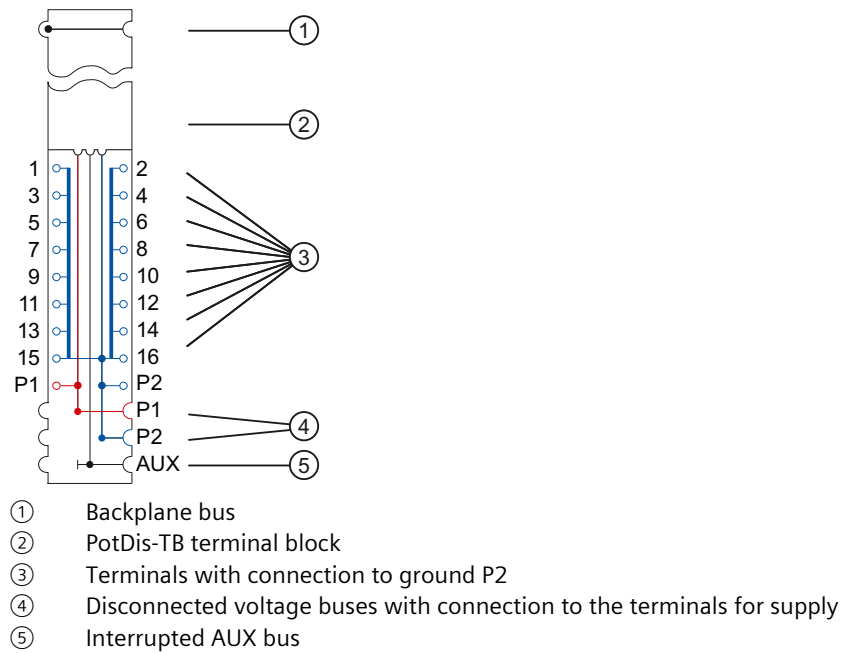 ①
②
1 2
3 4
5 6
7 8
③
9 10
11 12
13 14
15 16
P1 P2
P1
④
P2
AUX ⑤
① Backplane bus
② PotDis-TB terminal block
③ Terminals with connection to ground P2
④ Disconnected voltage buses with connection to the terminals for supply
⑤ Interrupted AUX bus